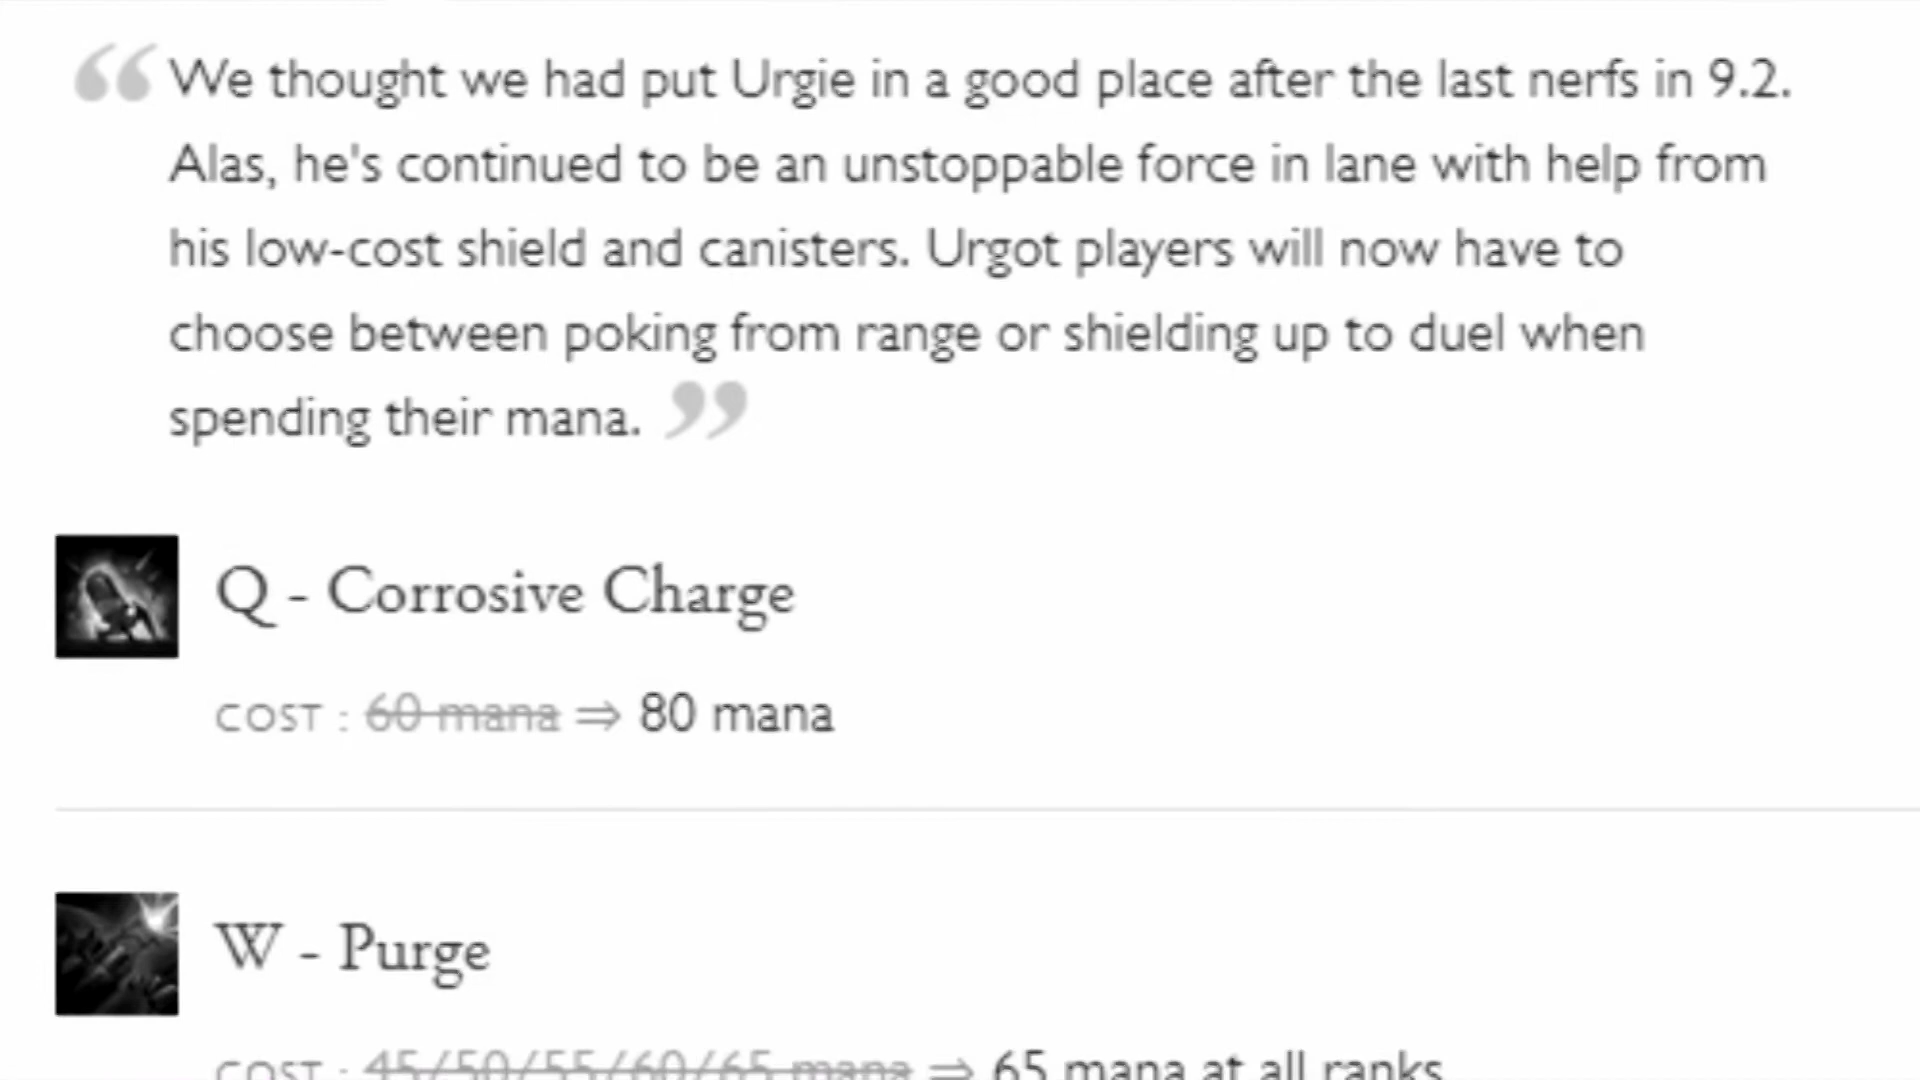 “We thought we had put Urgie in a good place after the last nerfs in 9.2.
Alas, he's continued to be an unstoppable force in lane with help from
his low-cost shield and canisters. Urgot players will now have to
choose between poking from range or shielding up to duel when
spending their mana.”
Q - Corrosive Charge
COST : 60 mana ⇒ 80 mana
W - Purge
COST : 45/50/55/60/65 mana ⇒ 65 mana at all ranks